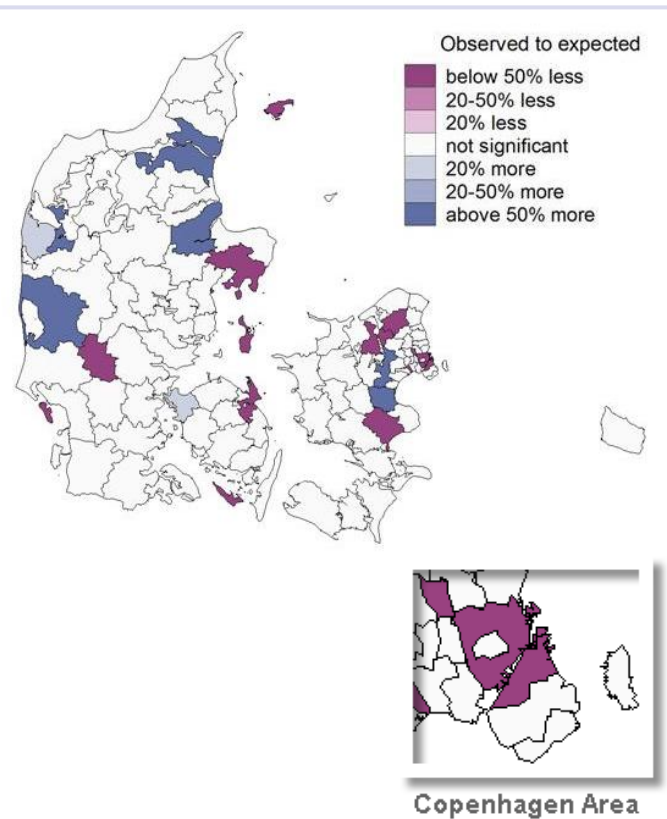 Observed to expected
below 50% less
20-50% less
20% less
not significant
20% more
20-50% more
above 50% more
Copenhagen Area